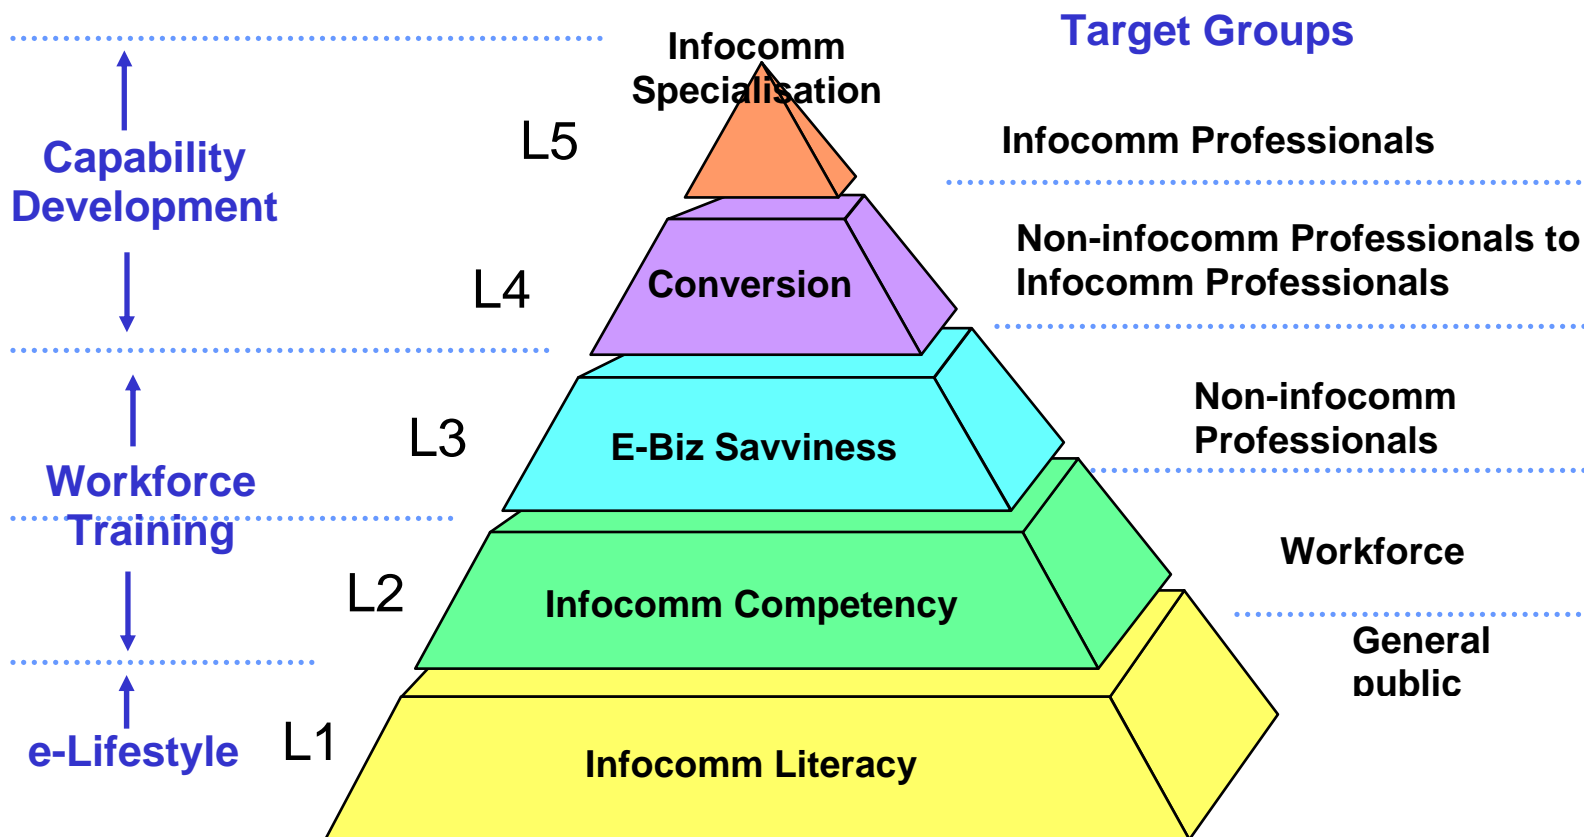 Target Groups
Infocomm
Specialisation
L5
Infocomm Professionals
Capability
Development
Non-infocomm Professionals to
Infocomm Professionals
L4
Conversion
Non-infocomm
Professionals
L3
E-Biz Savviness
Workforce
Training
Workforce
L2
Infocomm Competency
General
public
L1
e-Lifestyle
Infocomm Literacy